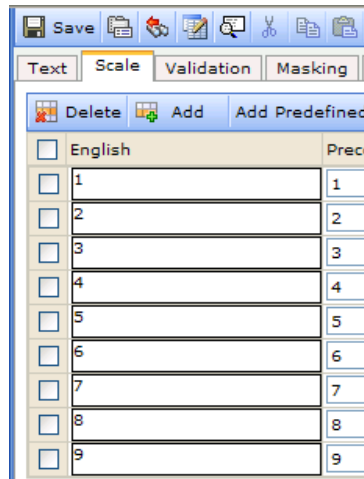 Save
Text Scale Validation Masking
Delete Add Add Predefined
English Prec
1 1
2 2
3 3
4 4
5 5
6 6
7 7
8 8
9 9